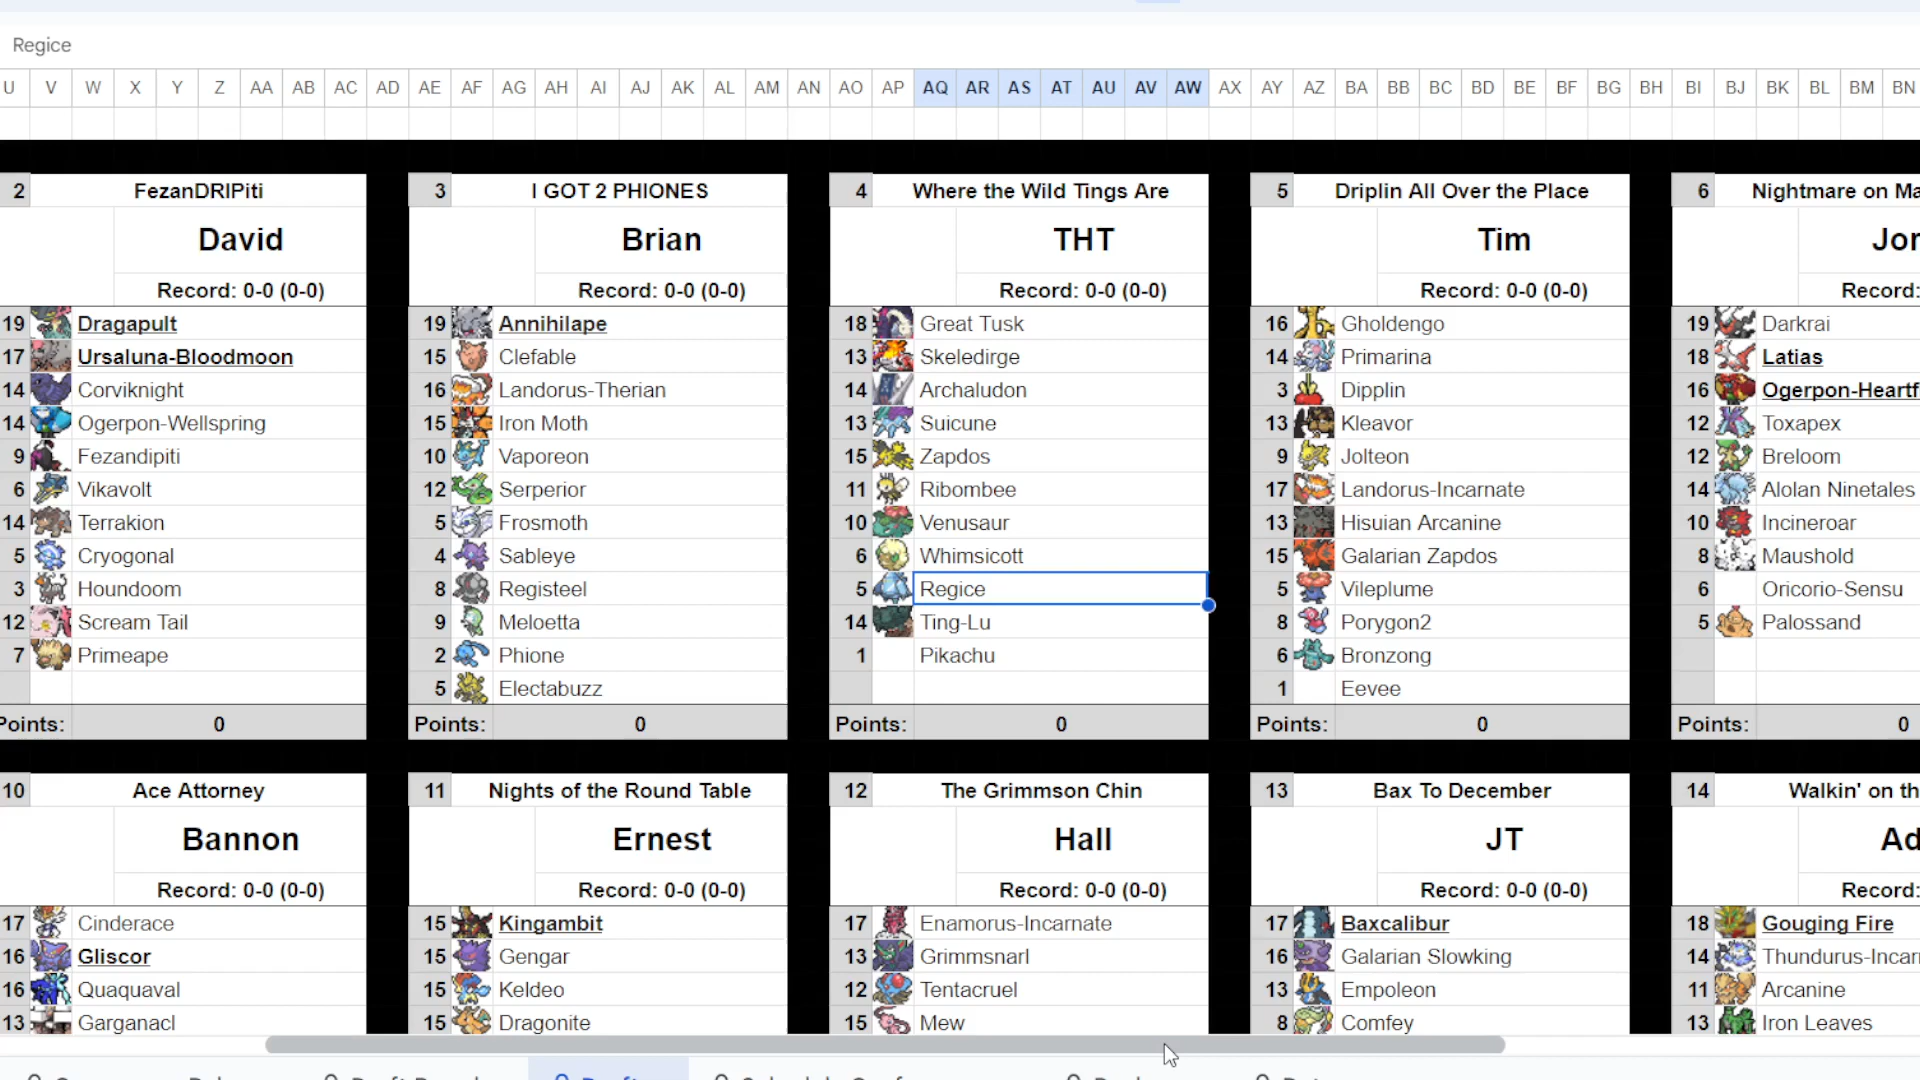 Regice
U V W X Y Z AA AB AC AD AE AF AG AH AI AJ AK AL AM AN AO AP AQ AR AS AT AU AV AW AX AY AZ BA BB BC BD BE BF BG BH BI BJ BK BL BM BN
2 FezanDRIPiti 3 I GOT 2 PHIONES 4 Where the Wild Tings Are 5 Driplin All Over the Place 6 Nightmare on Ma
David Brian THT Tim Jor
Record: 0-0 (0-0) Record: 0-0 (0-0) Record: 0-0 (0-0) Record: 0-0 (0-0) Record:
19 Dragapult 19 Annihilape 18 Great Tusk 16 Gholdengo 19 Darkrai
17 Ursaluna-Bloodmoon 15 Clefable 13 Skeledirge 14 Primarina 18 Latias
14 Corviknight 16 Landorus-Therian 14 Archaludon 3 Dipplin 16 Ogerpon-Heartf
14 Ogerpon-Wellspring 15 Iron Moth 13 Suicune 13 Kleavor 12 Toxapex
9 Fezandipiti 10 Vaporeon 15 Zapdos 9 Jolteon 12 Breloom
6 Vikavolt 12 Serperior 11 Ribombee 17 Landorus-Incarnate 14 Alolan Ninetales
14 Terrakion 5 Frosmoth 10 Venusaur 13 Hisuian Arcanine 10 Incineroar
5 Cryogonal 4 Sableye 6 Whimsicott 15 Galarian Zapdos 8 Maushold
3 Houndoom 8 Registeel 5 Regice 5 Vileplume 6 Oricorio-Sensu
12 Scream Tail 9 Meloetta 14 Ting-Lu 8 Porygon2 5 Palossand
7 Primeape 2 Phione 1 Pikachu 6 Bronzong
5 Electabuzz 1 Eevee
Points: 0 Points: 0 Points: 0 Points: 0 Points: 0
10 Ace Attorney 11 Nights of the Round Table 12 The Grimmson Chin 13 Bax To December 14 Walkin' on th
Bannon Ernest Hall JT Ad
Record: 0-0 (0-0) Record: 0-0 (0-0) Record: 0-0 (0-0) Record: 0-0 (0-0) Record:
17 Cinderace 15 Kingambit 17 Enamorus-Incarnate 17 Baxcalibur 18 Gouging Fire
16 Gliscor 15 Gengar 13 Grimmsnarl 16 Galarian Slowking 14 Thundurus-Incarn
16 Quaquaval 15 Keldeo 12 Tentacruel 13 Empoleon 11 Arcanine
13 Garganacl 15 Dragonite 15 Mew 8 Comfey 13 Iron Leaves